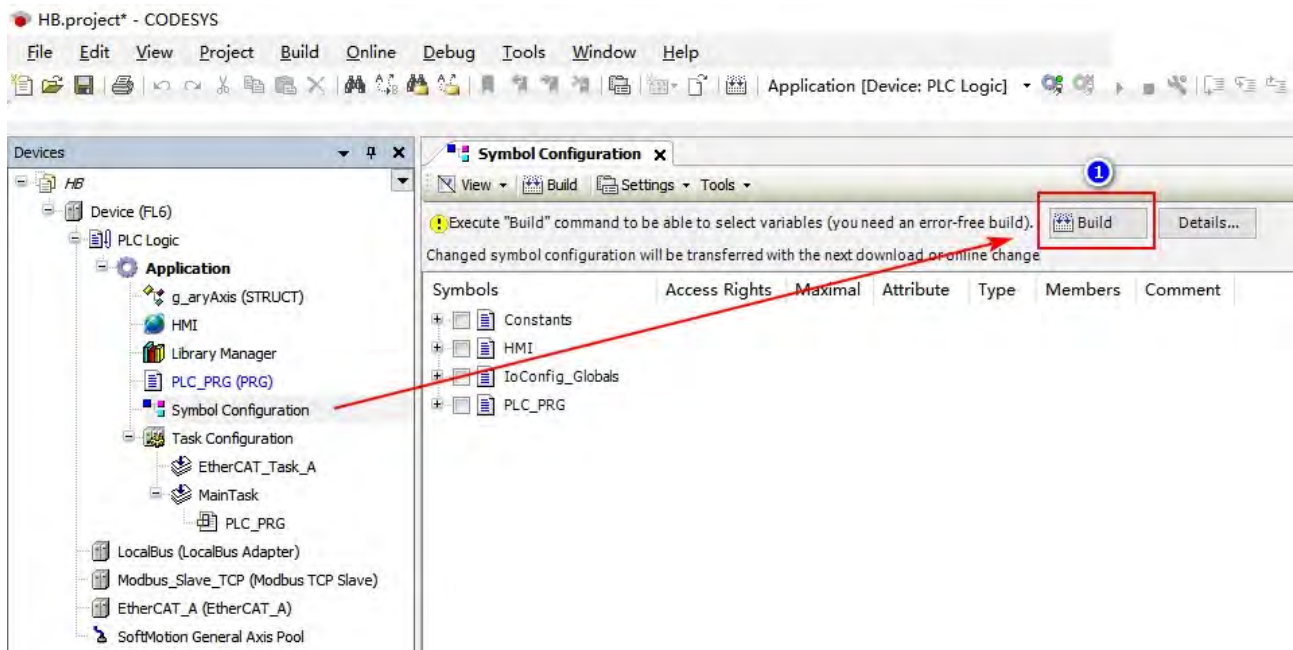 HB.project* - CODESYS
File Edit View Project Build Online Debug Tools Window Help
Application [Device: PLC Logic]
Devices
HB
Device (FL6)
PLC Logic
Application
g_aryAxis (STRUCT)
HMI
Library Manager
PLC_PRG (PRG)
Symbol Configuration
Task Configuration
EtherCAT_Task_A
MainTask
PLC_PRG
LocalBus (LocalBus Adapter)
Modbus_Slave_TCP (Modbus TCP Slave)
EtherCAT_A (EtherCAT_A)
SoftMotion General Axis Pool
Symbol Configuration
View Build Settings Tools
1
Execute "Build" command to be able to select variables (you need an error-free build). Build Details...
Changed symbol configuration will be transferred with the next download or online change
Symbols Access Rights Maximal Attribute Type Members Comment
Constants
HMI
IoConfig_Globals
PLC_PRG